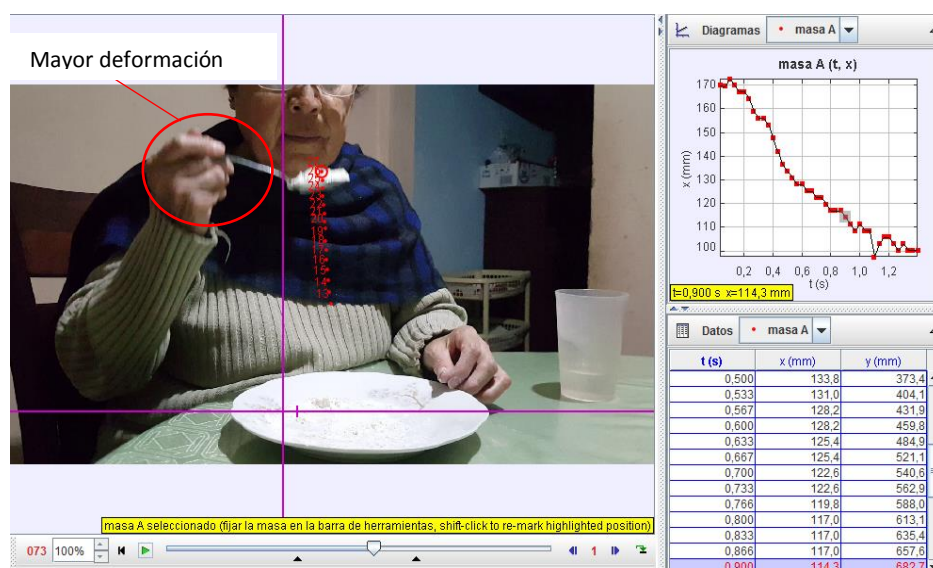 Mayor deformación
masa A seleccionado (fijar la masa en la barra de herramientas, shift-click to re-mark highlighted position)
073 100% 1
Diagramas masa A
masa A (t, x)
x (mm)
170
160
150
140
130
120
110
100
0,2 0,4 0,6 0,8 1,0 1,2
t (s)
t=0,900 s x=114,3 mm
Datos masa A
t (s) x (mm) y (mm)
0,500 133,8 373,4
0,533 131,0 404,1
0,567 128,2 431,9
0,600 128,2 459,8
0,633 125,4 484,9
0,667 125,4 521,1
0,700 122,6 540,6
0,733 122,6 562,9
0,766 119,8 588,0
0,800 117,0 613,1
0,833 117,0 635,4
0,866 117,0 657,6
0,900 114,3 682,7